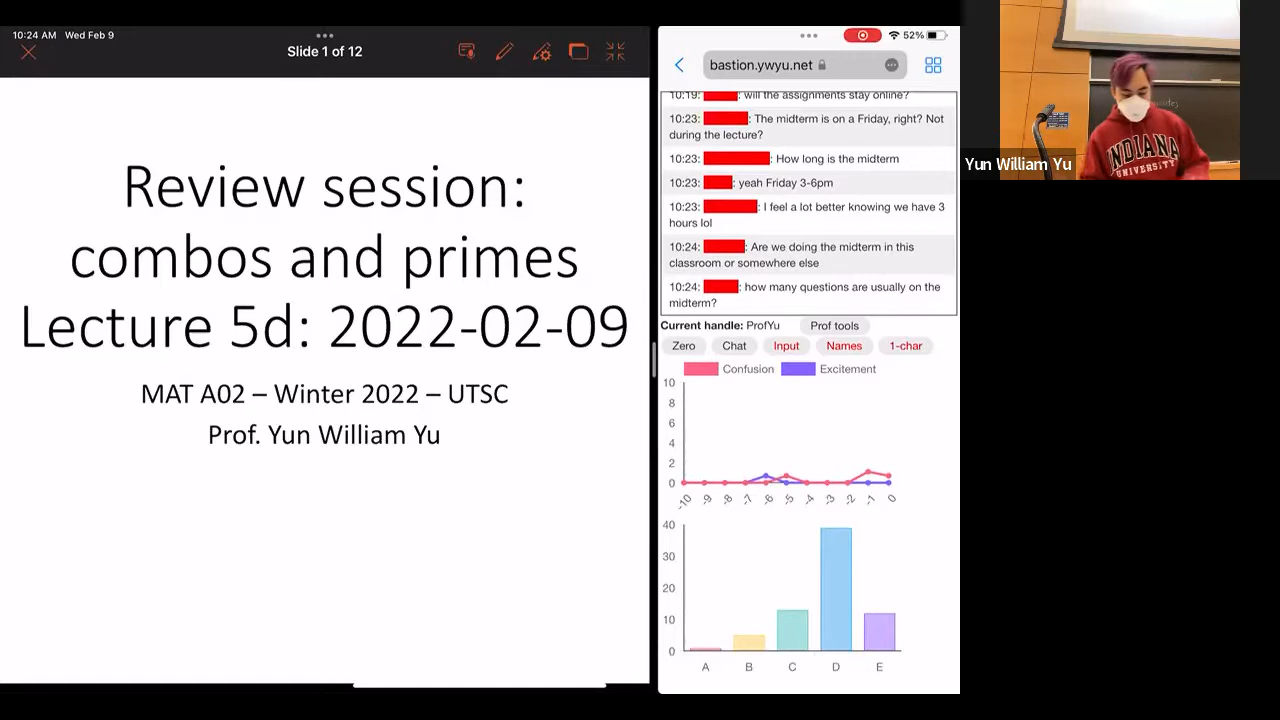 10:24 AM Wed Feb 9
Slide 1 of 12
Review session:
combos and primes
Lecture 5d: 2022-02-09
MAT A02 – Winter 2022 – UTSC
Prof. Yun William Yu
52%
bastion.ywyu.net
10:19: : will the assignments stay online?
10:23: : The midterm is on a Friday, right? Not
during the lecture?
10:23: : How long is the midterm
10:23: : yeah Friday 3-6pm
10:23: : I feel a lot better knowing we have 3
hours lol
10:24: : Are we doing the midterm in this
classroom or somewhere else
10:24: : how many questions are usually on the
midterm?
Current handle: ProfYu Prof tools
Zero Chat Input Names 1-char
Confusion Excitement
10
8
6
4
2
0
-10 -9 -8 -7 -6 -5 -4 -3 -2 -1 0
40
30
20
10
0
A B C D E
INDIANA
UNIVERSITY
Yun William Yu